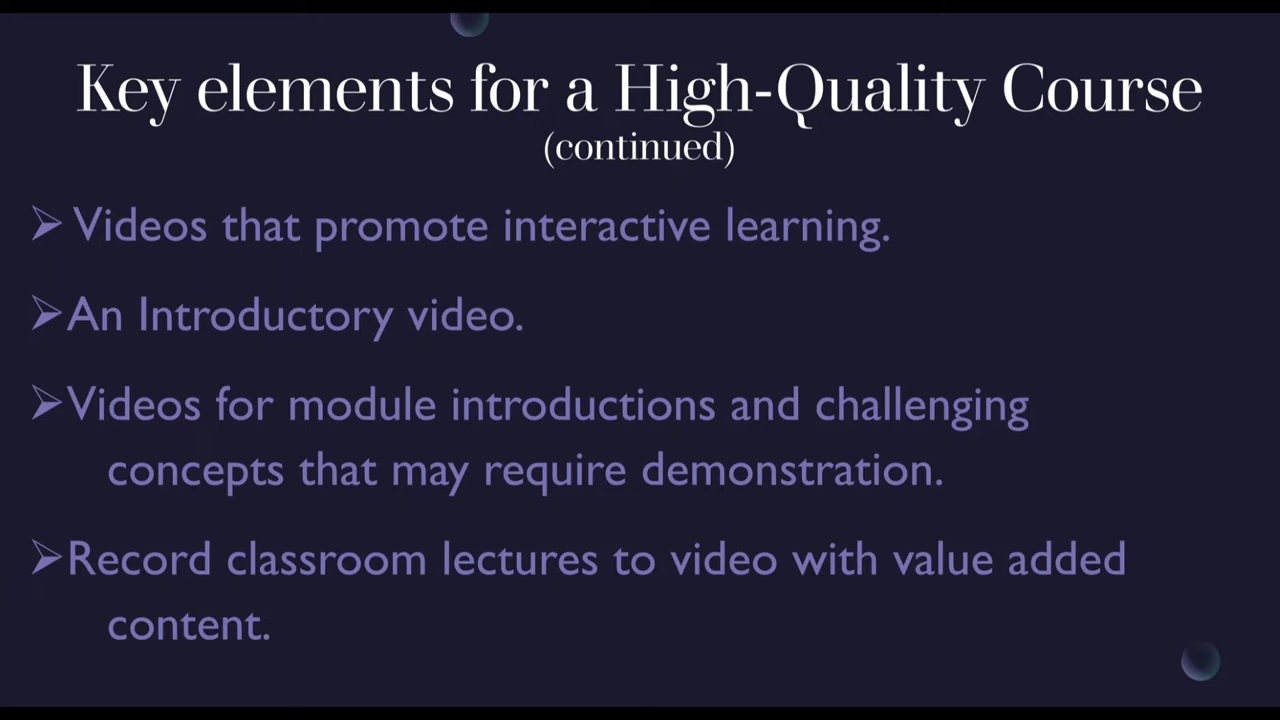 Key elements for a High-Quality Course
(continued)
➢ Videos that promote interactive learning.
➢An Introductory video.
➢Videos for module introductions and challenging
concepts that may require demonstration.
➢Record classroom lectures to video with value added
content.